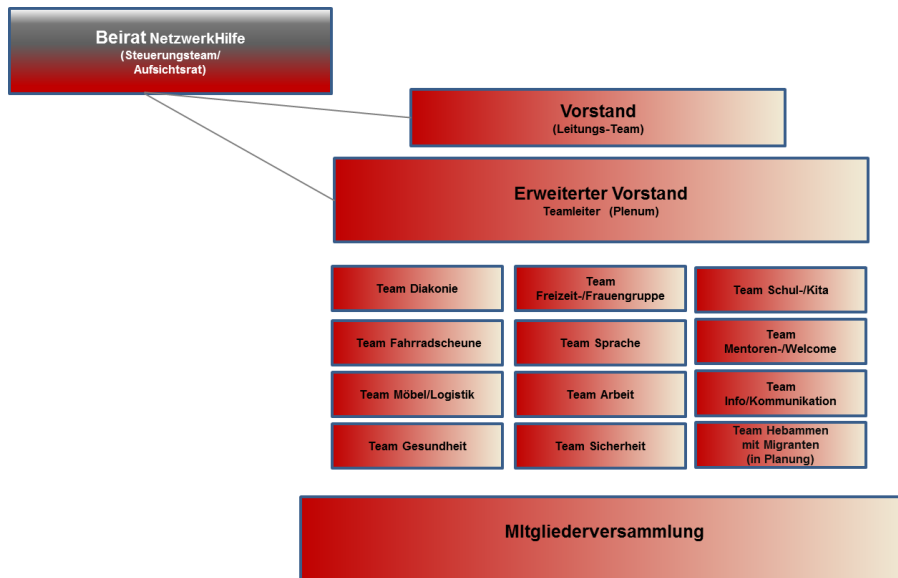 Beirat NetzwerkHilfe
(Steuerungsteam/
Aufsichtsrat)
Vorstand
(Leitungs-Team)
Erweiterter Vorstand
Teamleiter (Plenum)
Team Diakonie
Team
Freizeit-/Frauengruppe
Team Schul-/Kita
Team Fahrradscheune
Team Sprache
Team
Mentoren-/Welcome
Team Möbel/Logistik
Team Arbeit
Team
Info/Kommunikation
Team Gesundheit
Team Sicherheit
Team Hebammen
mit Migranten
(in Planung)
MItgliederversammlung